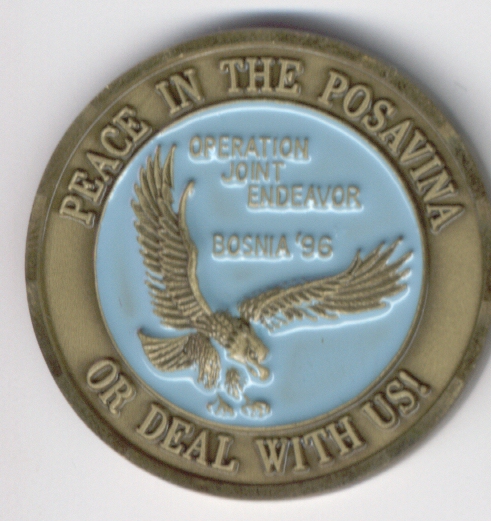 PEACE IN THE POSAVINA
OPERATION
JOINT
ENDEAVOR
BOSNIA '96
OR DEAL WITH US!